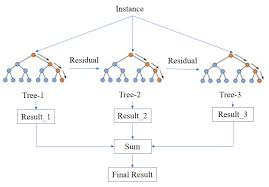 Instance
Residual
Residual
Tree-1
Tree-2
Tree-3
Result_1
Result_2
Result_3
Sum
Final Result